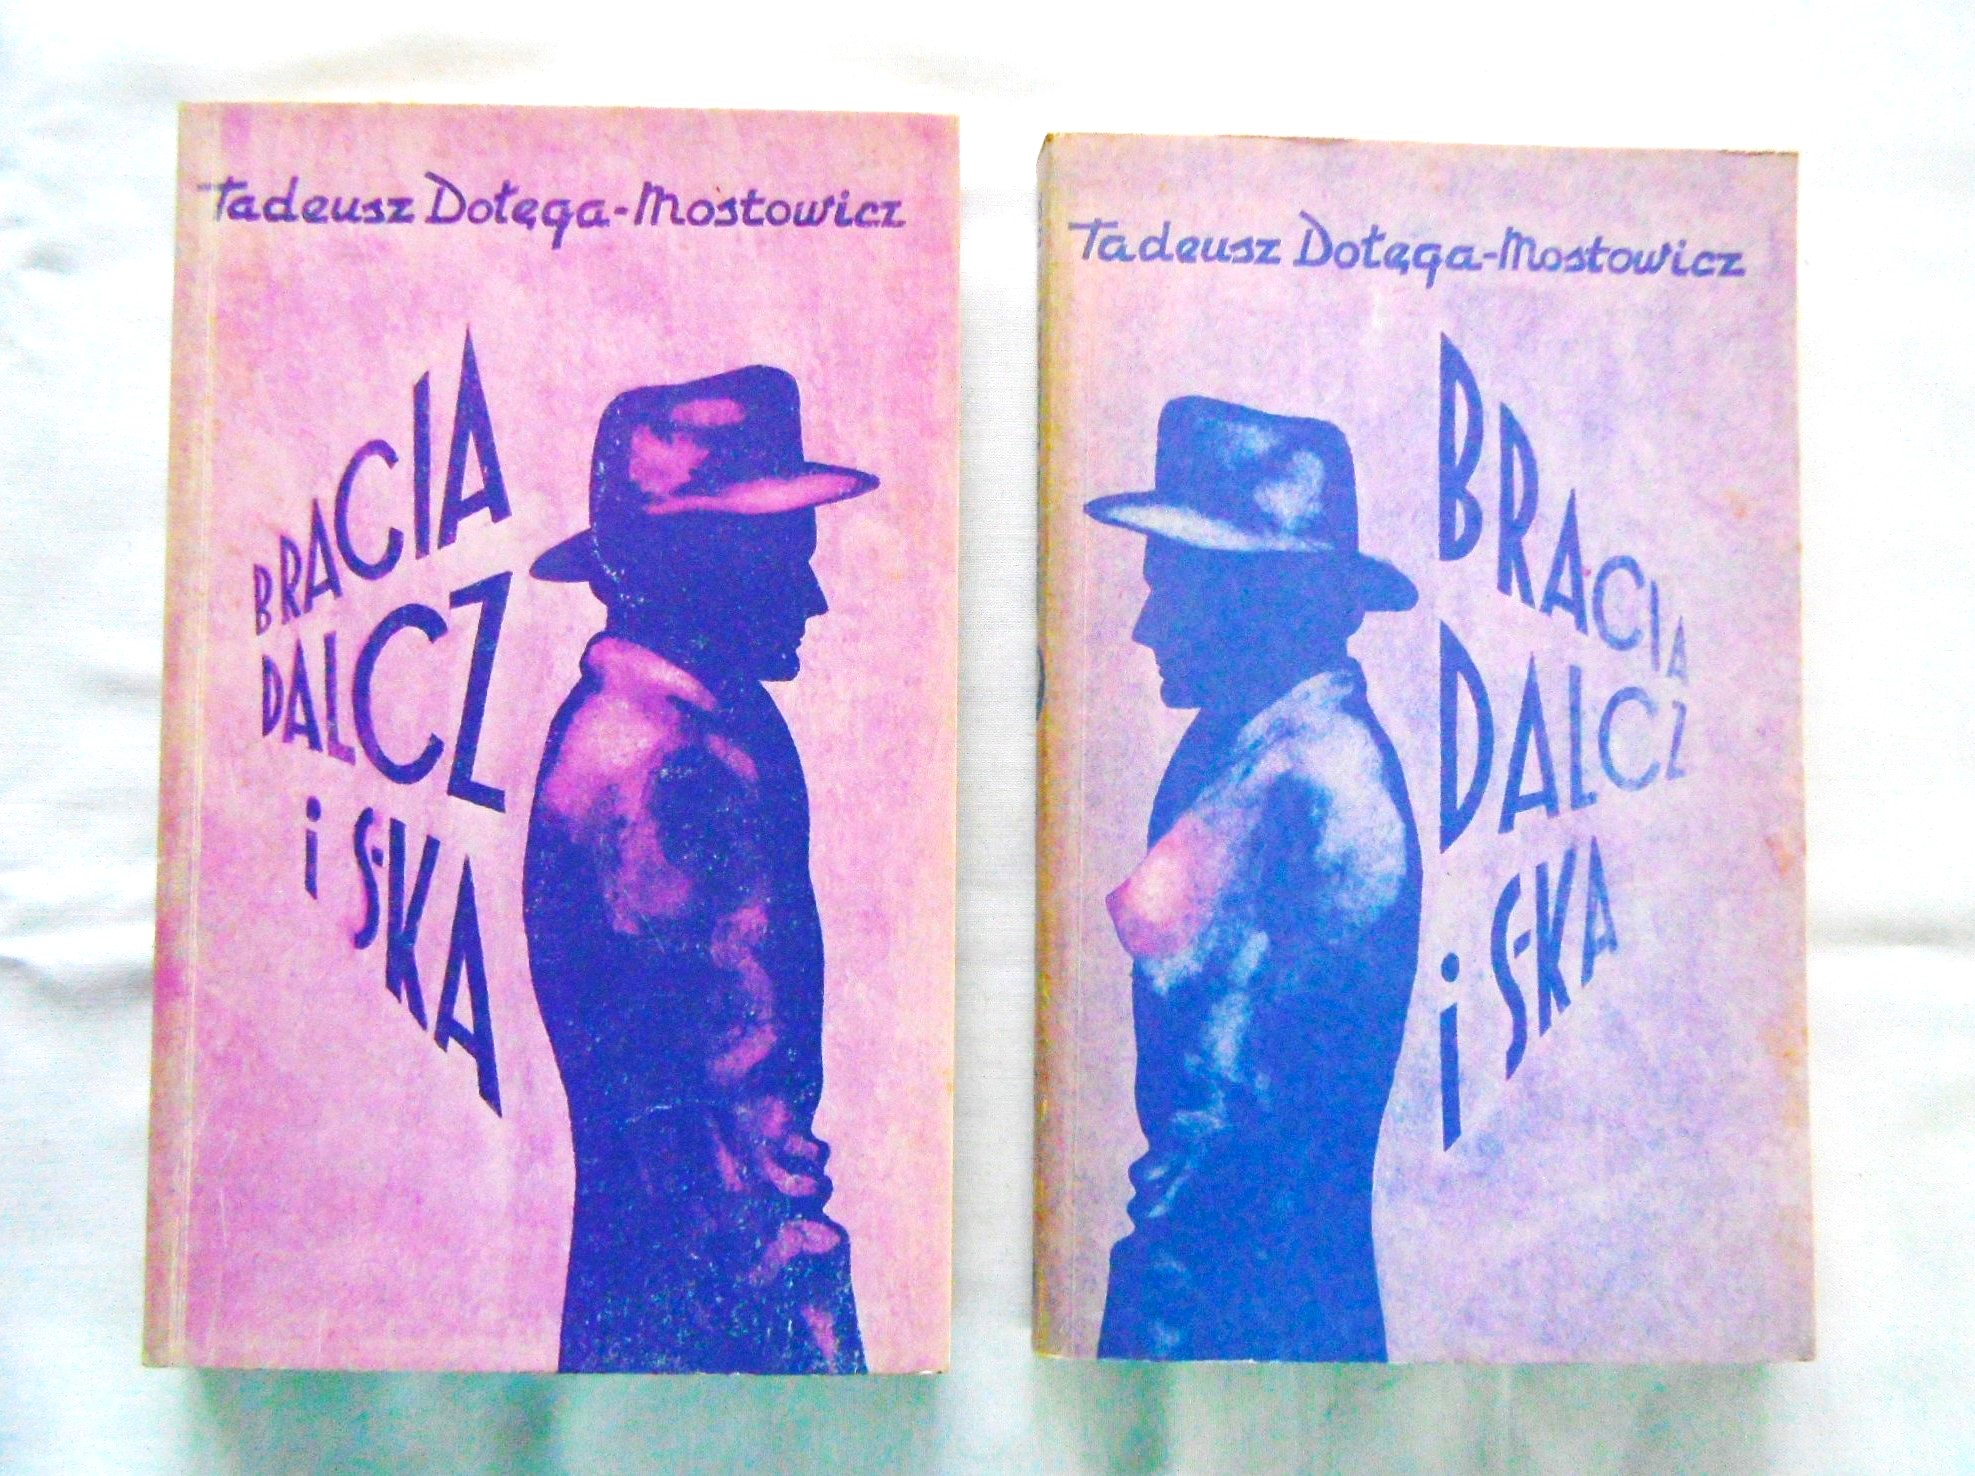 Tadeusz Dołęga-Mostowicz
BRACIA
DALCZ
i S-KA
Tadeusz Dołęga-Mostowicz
BRACIA
DALCZ
i S-KA